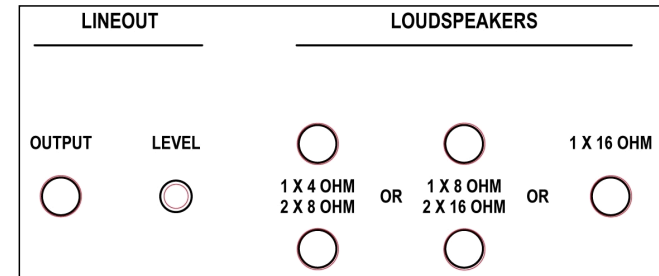 LINEOUT
LOUDSPEAKERS
OUTPUT
LEVEL
1 X 4 OHM
2 X 8 OHM
OR
1 X 8 OHM
2 X 16 OHM
OR
1 X 16 OHM